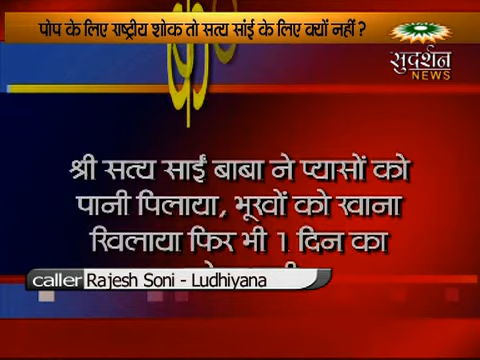 पोप के लिए राष्ट्रीय शोक तो सत्य सांई के लिए क्यों नहीं ?
सुदर्शन
NEWS
श्री सत्य साईं बाबा ने प्यासों को
पानी पिलाया, भूखों को खाना
खिलाया फिर भी 1 दिन का
caller Rajesh Soni - Ludhiyana